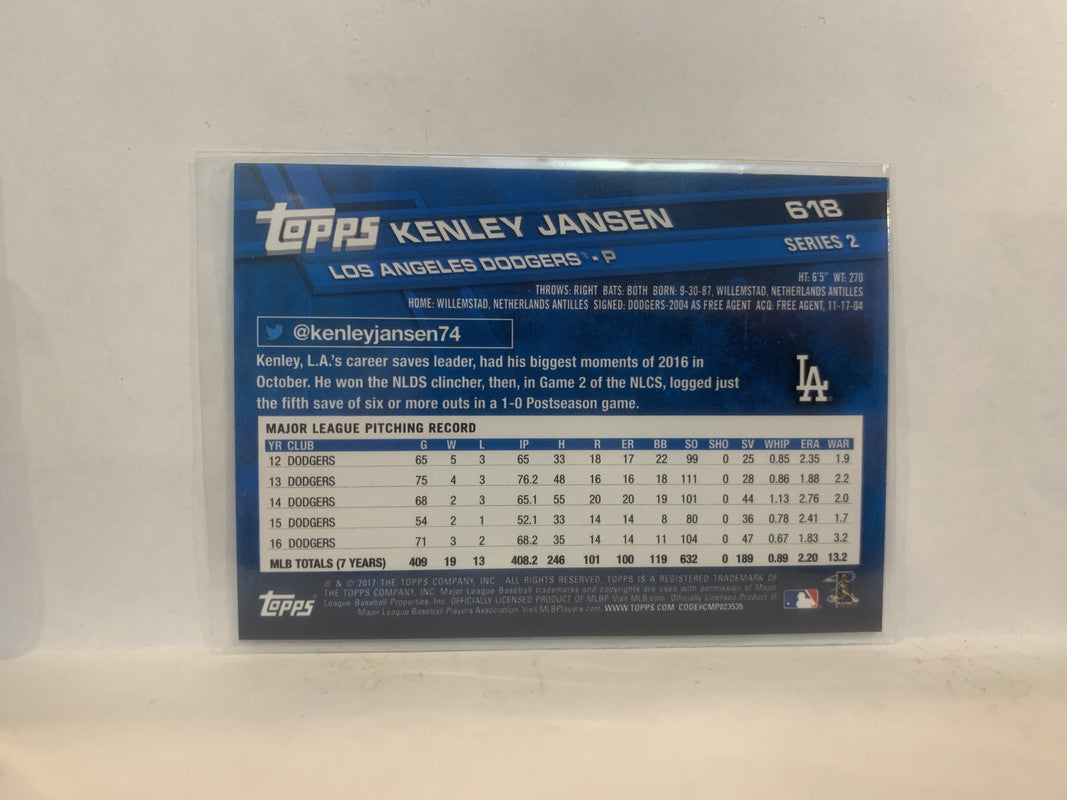 TOPPS KENLEY JANSEN 618
LOS ANGELES DODGERS® • P SERIES 2
HT: 6'5" WT: 270
THROWS: RIGHT BATS: BOTH BORN: 9-30-87, WILLEMSTAD, NETHERLANDS ANTILLES
HOME: WILLEMSTAD, NETHERLANDS ANTILLES SIGNED: DODGERS-2004 AS FREE AGENT ACQ: FREE AGENT, 11-17-04
@kenleyjansen74
Kenley, L.A.'s career saves leader, had his biggest moments of 2016 in
October. He won the NLDS clincher, then, in Game 2 of the NLCS, logged just
the fifth save of six or more outs in a 1-0 Postseason game.
LA
MAJOR LEAGUE PITCHING RECORD
YR CLUB G W L IP H R ER BB SO SHO SV WHIP ERA WAR
12 DODGERS 65 5 3 65 33 18 17 22 99 0 25 0.85 2.35 1.9
13 DODGERS 75 4 3 76.2 48 16 16 18 111 0 28 0.86 1.88 2.2
14 DODGERS 68 2 3 65.1 55 20 20 19 101 0 44 1.13 2.76 2.0
15 DODGERS 54 2 1 52.1 33 14 14 8 80 0 36 0.78 2.41 1.7
16 DODGERS 71 3 2 68.2 35 14 14 11 104 0 47 0.67 1.83 3.2
MLB TOTALS (7 YEARS) 409 19 13 408.2 246 101 100 119 632 0 189 0.89 2.20 13.2
® & © 2017 THE TOPPS COMPANY, INC. ALL RIGHTS RESERVED. TOPPS IS A REGISTERED TRADEMARK OF
THE TOPPS COMPANY, INC. Major League Baseball trademarks and copyrights are used with permission of Major
League Baseball Properties, Inc. OFFICIALLY LICENSED PRODUCT OF MLBP Visit MLB.com. Officially Licensed Product of
Major League Baseball Players Association Visit MLBPlayers.com. WWW.TOPPS.COM. CODE#CMP023535.
TOPPS